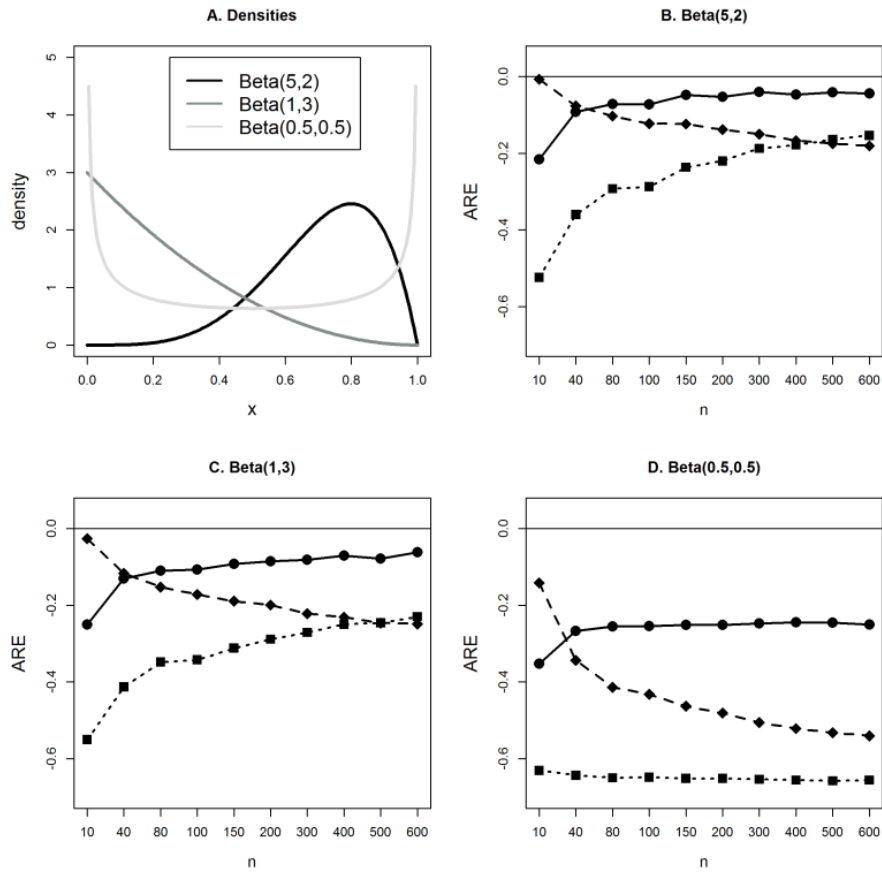 A. Densities
density
5
4
3
2
1
0
Beta(5,2)
Beta(1,3)
Beta(0.5,0.5)
0.0 0.2 0.4 0.6 0.8 1.0
x
B. Beta(5,2)
ARE
0.0
-0.2
-0.4
-0.6
10 40 80 100 150 200 300 400 500 600
n
C. Beta(1,3)
ARE
0.0
-0.2
-0.4
-0.6
10 40 80 100 150 200 300 400 500 600
n
D. Beta(0.5,0.5)
ARE
0.0
-0.2
-0.4
-0.6
10 40 80 100 150 200 300 400 500 600
n